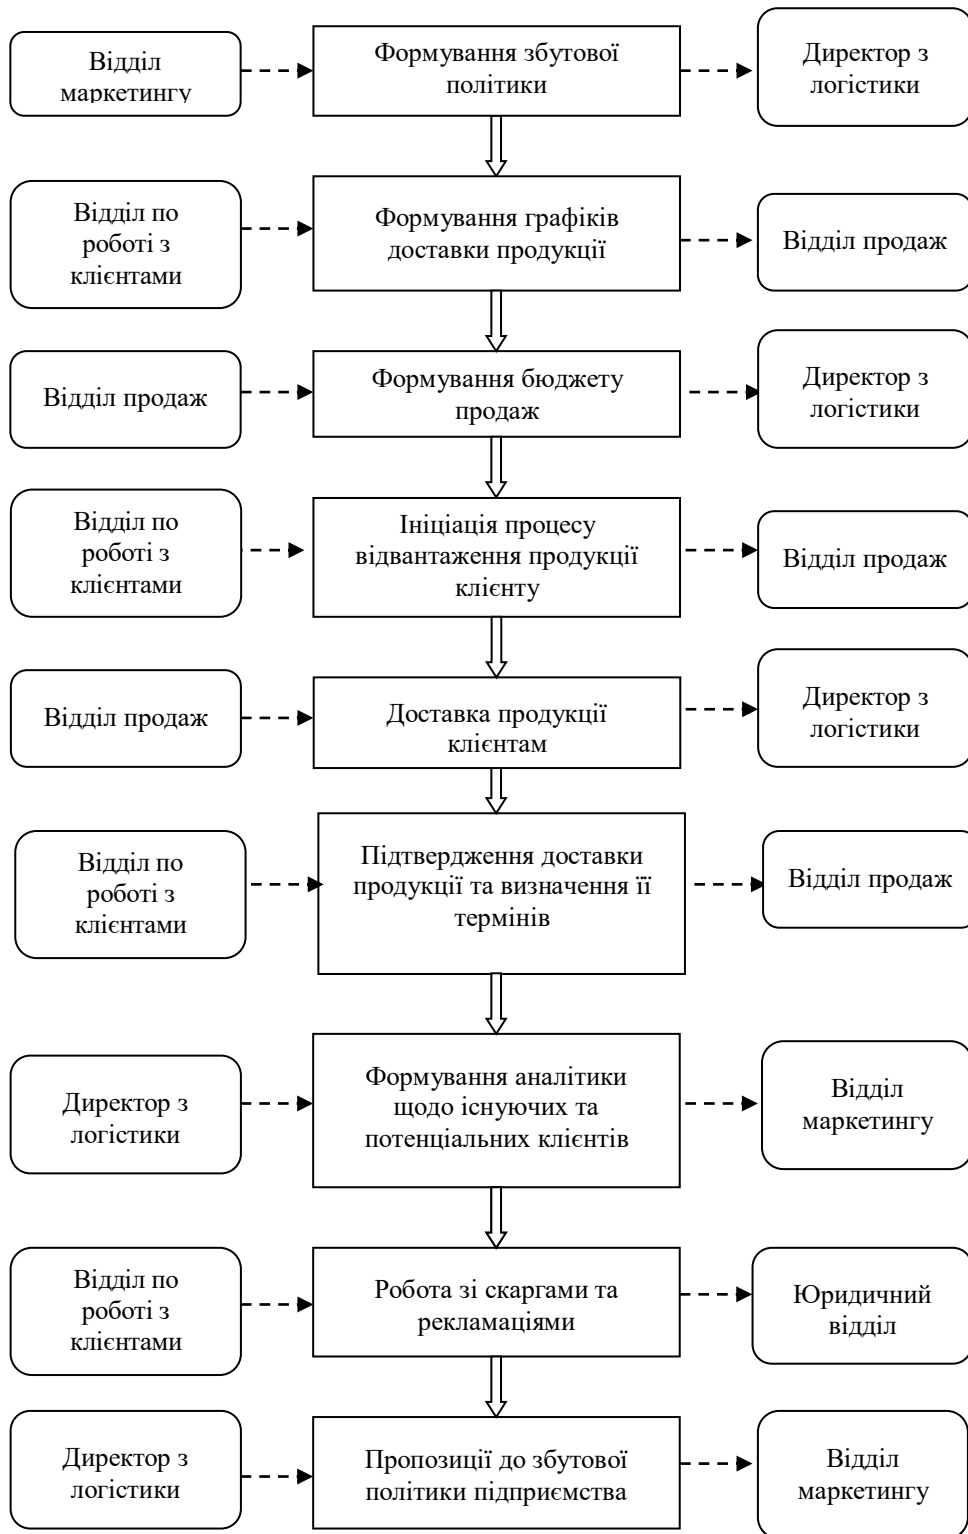 Відділ
маркетингу
Формування збутової
політики
Директор з
логістики
Відділ по
роботі з
клієнтами
Формування графіків
доставки продукції
Відділ продаж
Відділ продаж
Формування бюджету
продаж
Директор з
логістики
Відділ по
роботі з
клієнтами
Ініціація процесу
відвантаження продукції
клієнту
Відділ продаж
Відділ продаж
Доставка продукції
клієнтам
Директор з
логістики
Відділ по
роботі з
клієнтами
Підтвердження доставки
продукції та визначення її
термінів
Відділ продаж
Директор з
логістики
Формування аналітики
щодо існуючих та
потенціальних клієнтів
Відділ
маркетингу
Відділ по
роботі з
клієнтами
Робота зі скаргами та
рекламаціями
Юридичний
відділ
Директор з
логістики
Пропозиції до збутової
політики підприємства
Відділ
маркетингу